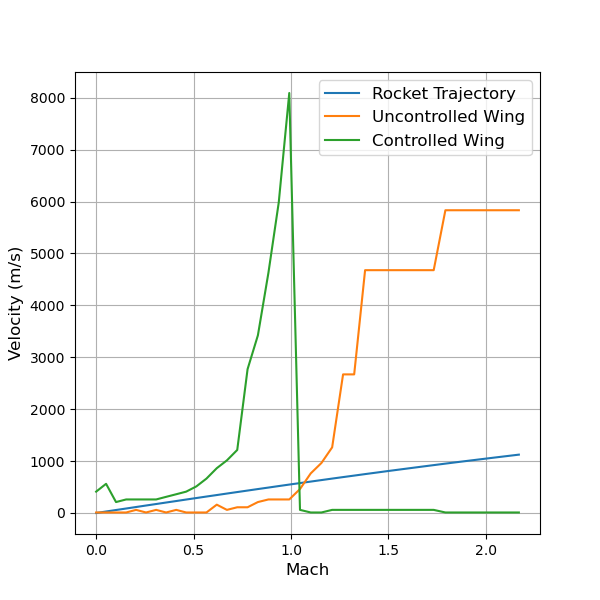 Rocket Trajectory
Uncontrolled Wing
Controlled Wing
8000
7000
6000
5000
4000
3000
2000
1000
0
Velocity (m/s)
0.0 0.5 1.0 1.5 2.0
Mach